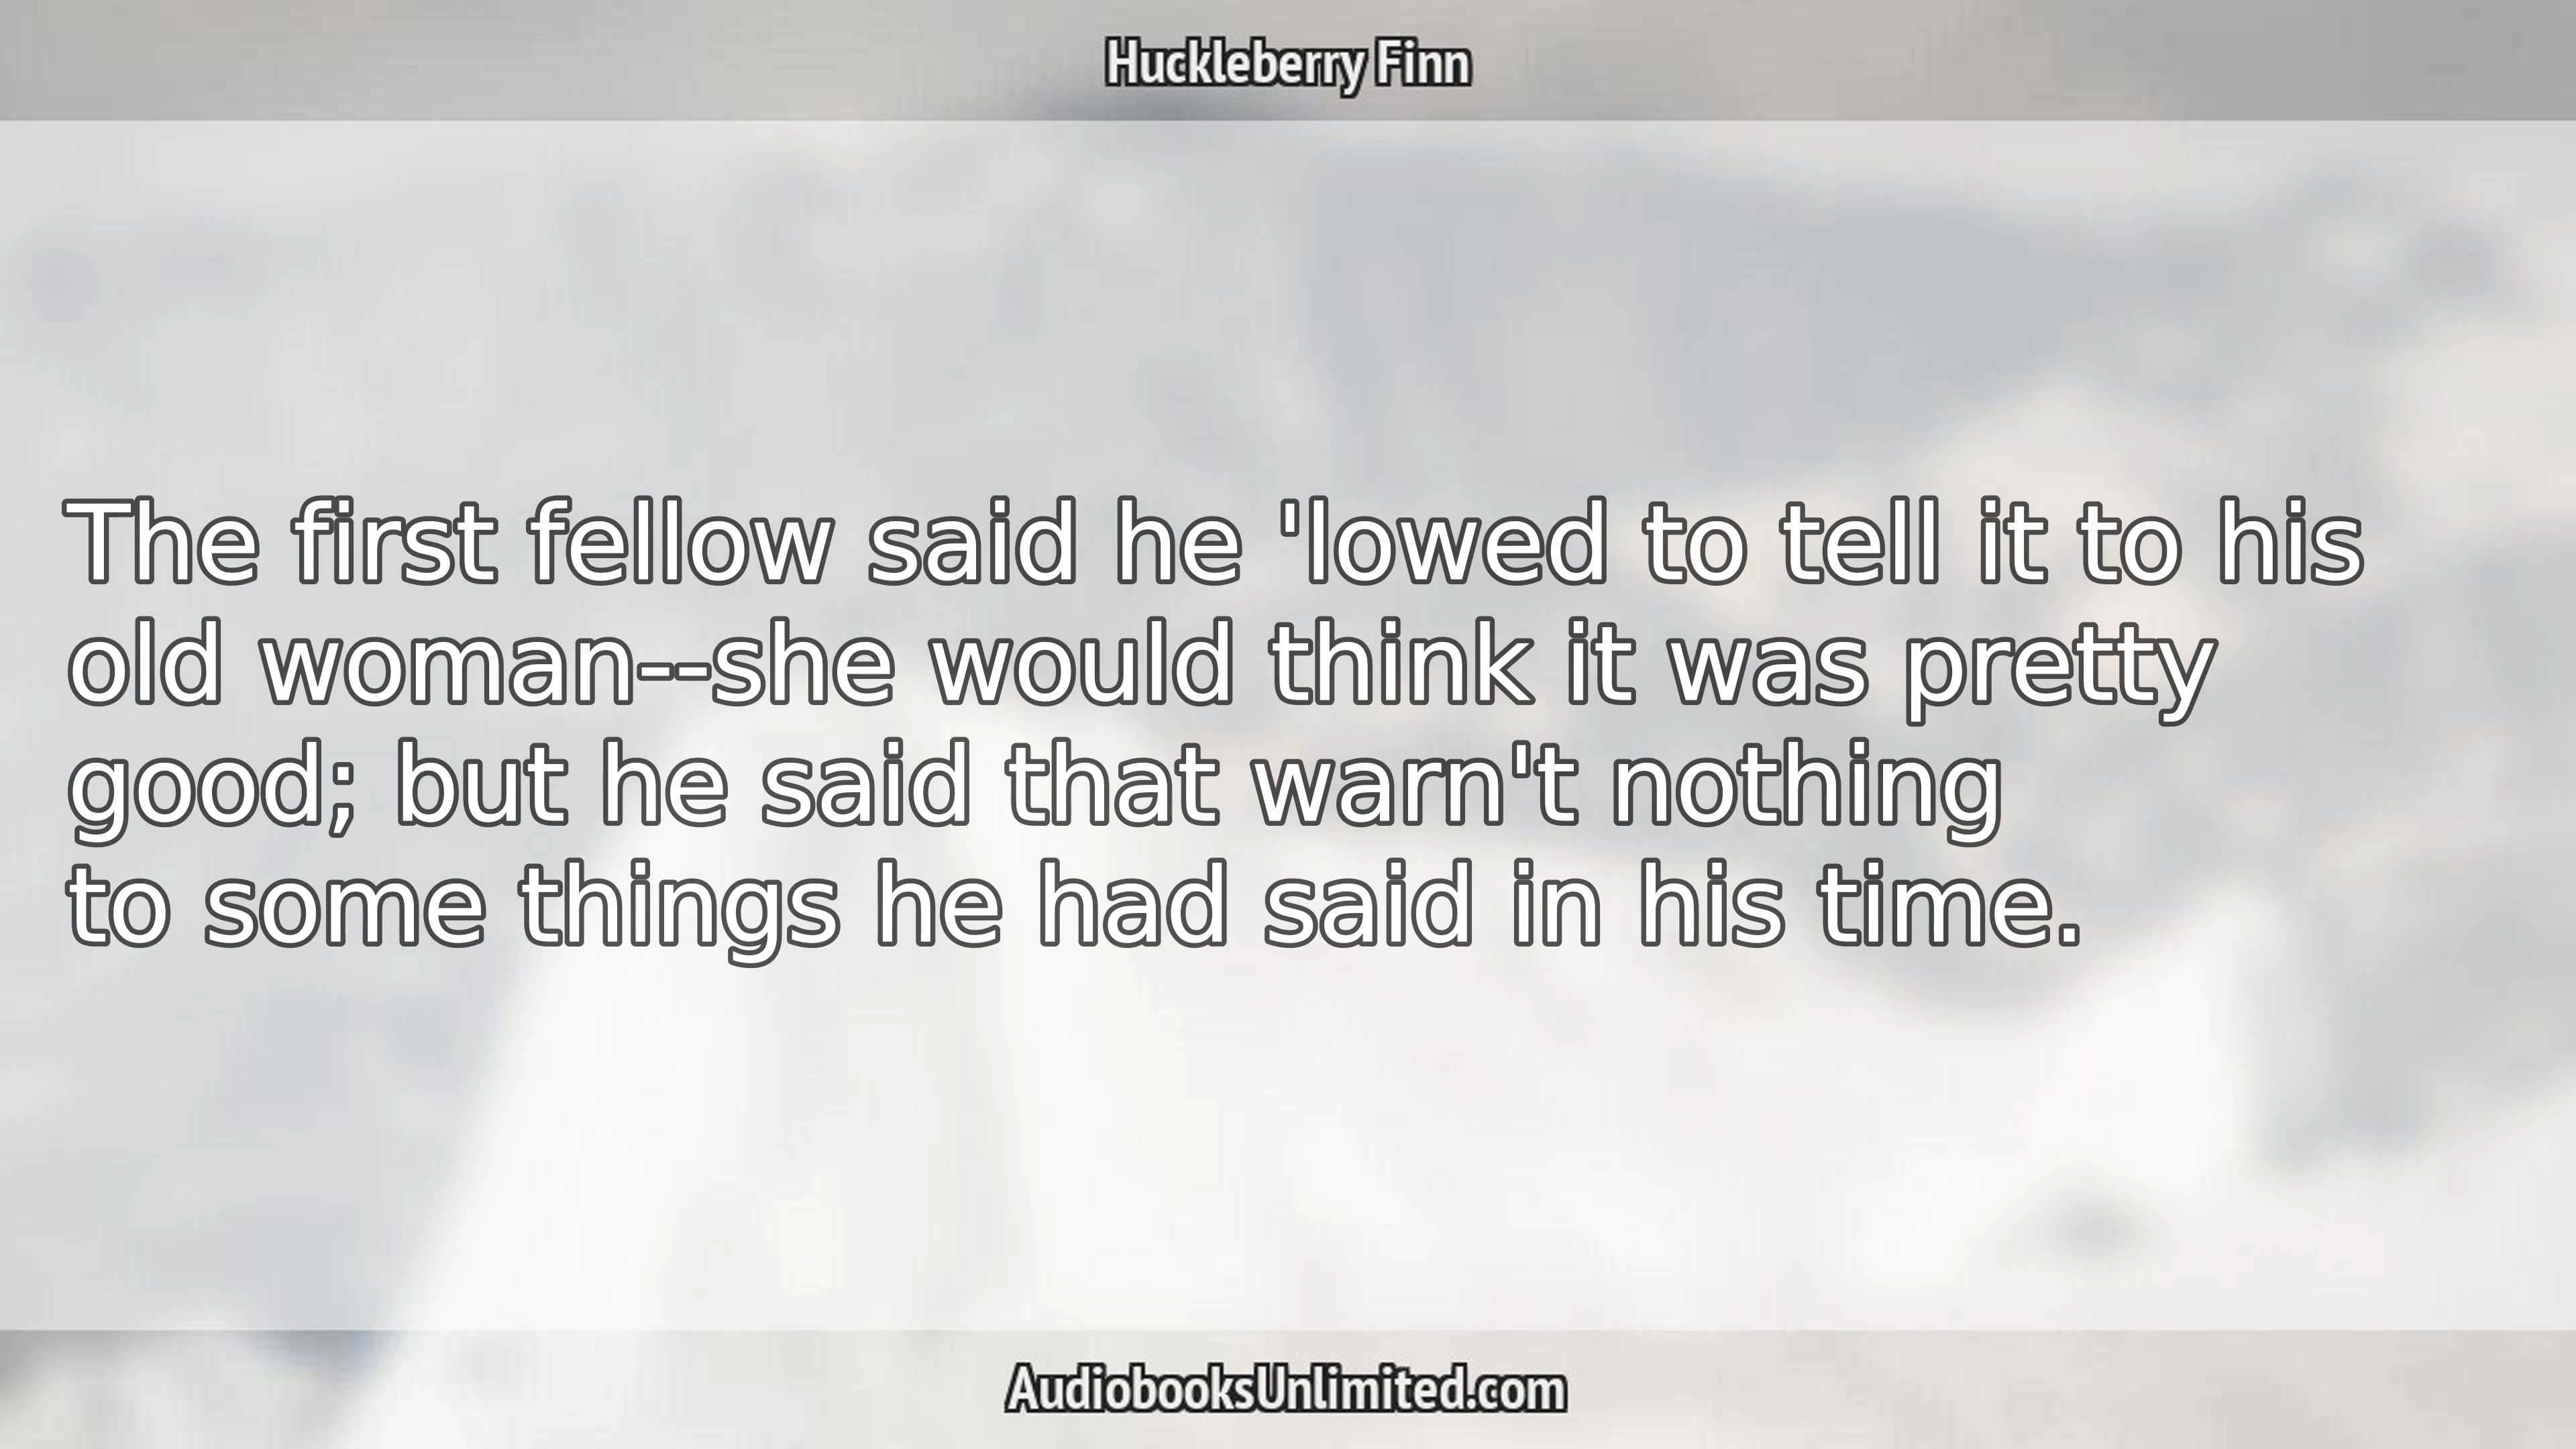 Huckleberry Finn
The first fellow said he 'lowed to tell it to his
old woman--she would think it was pretty
good; but he said that warn't nothing
to some things he had said in his time.
AudiobooksUnlimited.com